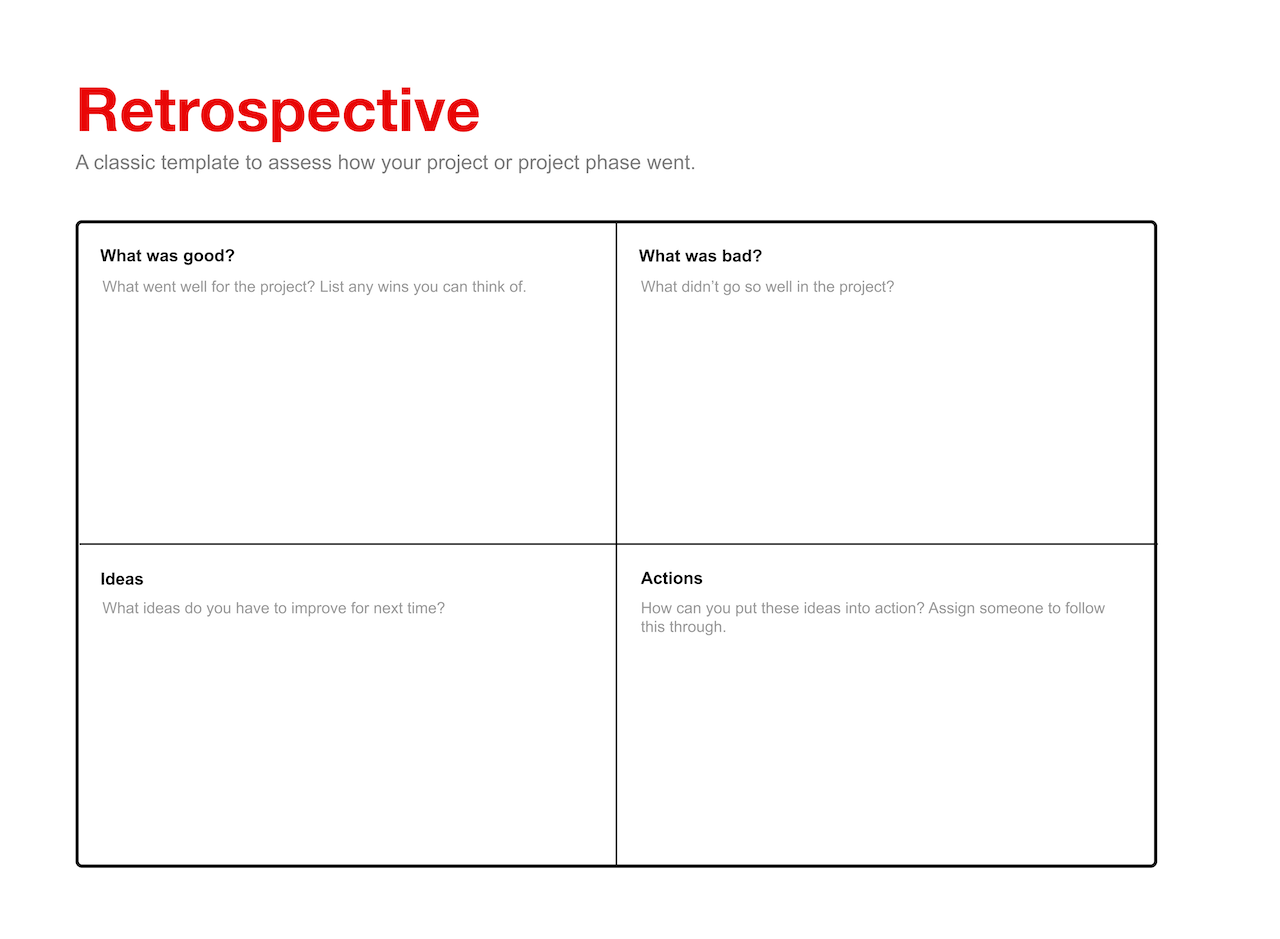 Retrospective
A classic template to assess how your project or project phase went.
What was good?
What went well for the project? List any wins you can think of.
What was bad?
What didn’t go so well in the project?
Ideas
What ideas do you have to improve for next time?
Actions
How can you put these ideas into action? Assign someone to follow
this through.